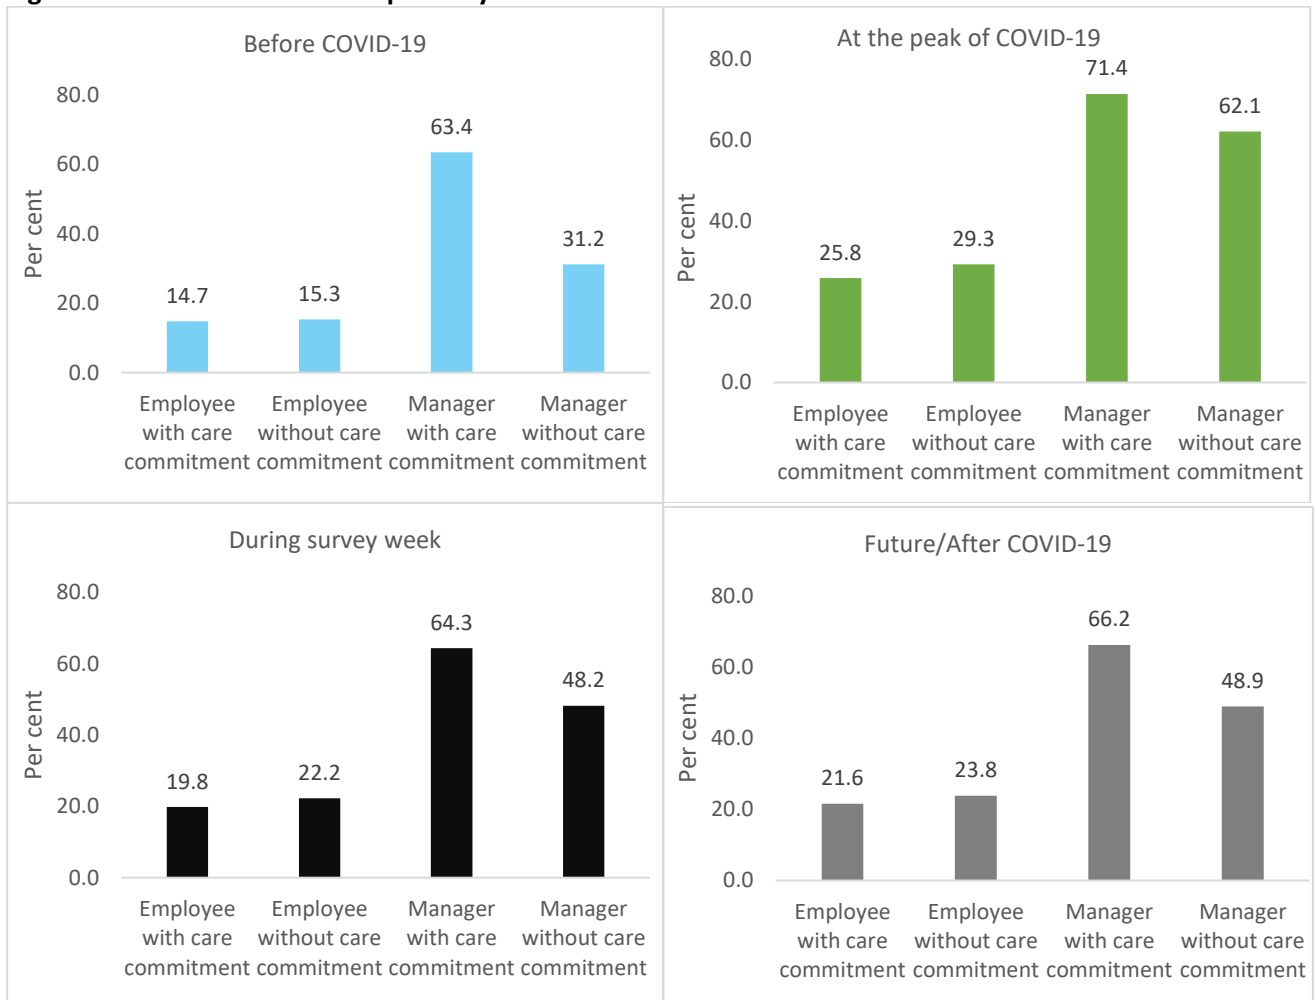 Before COVID-19
80.0
60.0
40.0
20.0
0.0
Per cent
14.7
15.3
63.4
31.2
Employee Employee Manager Manager
with care without care with care without care
commitment commitment commitment commitment
At the peak of COVID-19
80.0
60.0
40.0
20.0
0.0
Per cent
25.8
29.3
71.4
62.1
Employee Employee Manager Manager
with care without care with care without care
commitment commitment commitment commitment
During survey week
80.0
60.0
40.0
20.0
0.0
Per cent
19.8
22.2
64.3
48.2
Employee Employee Manager Manager
with care without care with care without care
commitment commitment commitment commitment
Future/After COVID-19
80.0
60.0
40.0
20.0
0.0
Per cent
21.6
23.8
66.2
48.9
Employee Employee Manager Manager
with care without care with care without care
commitment commitment commitment commitment